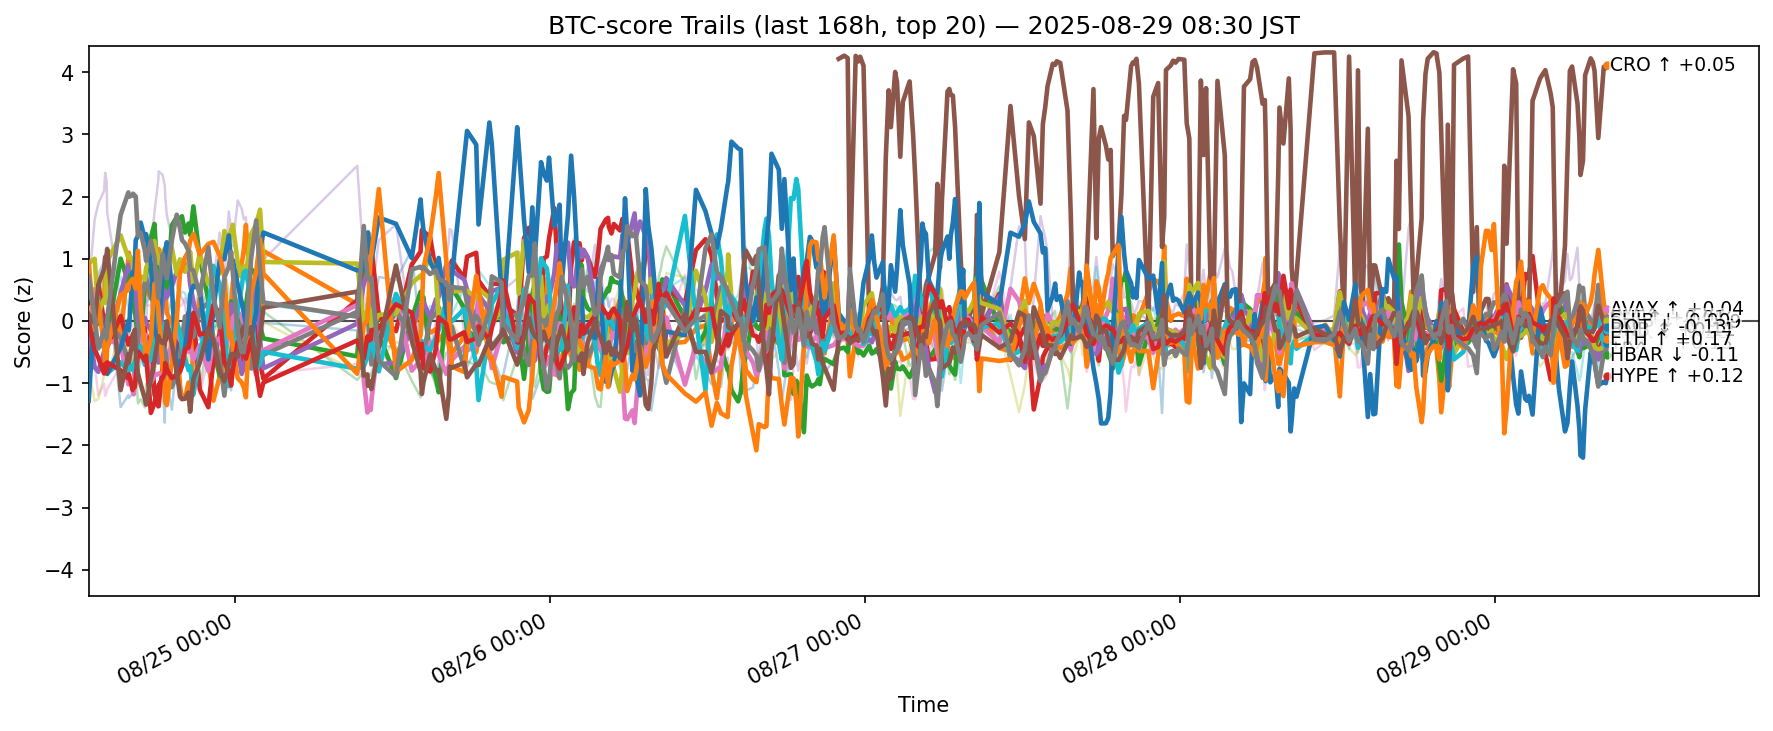 BTC-score Trails (last 168h, top 20) — 2025-08-29 08:30 JST
Score (z)
4
3
2
1
0
−1
−2
−3
−4
CRO ↑ +0.05
AVAX ↑ +0.04
DOT ↓ -0.13
ETH ↑ +0.17
HBAR ↓ -0.11
HYPE ↑ +0.12
08/25 00:00
08/26 00:00
08/27 00:00
08/28 00:00
08/29 00:00
Time